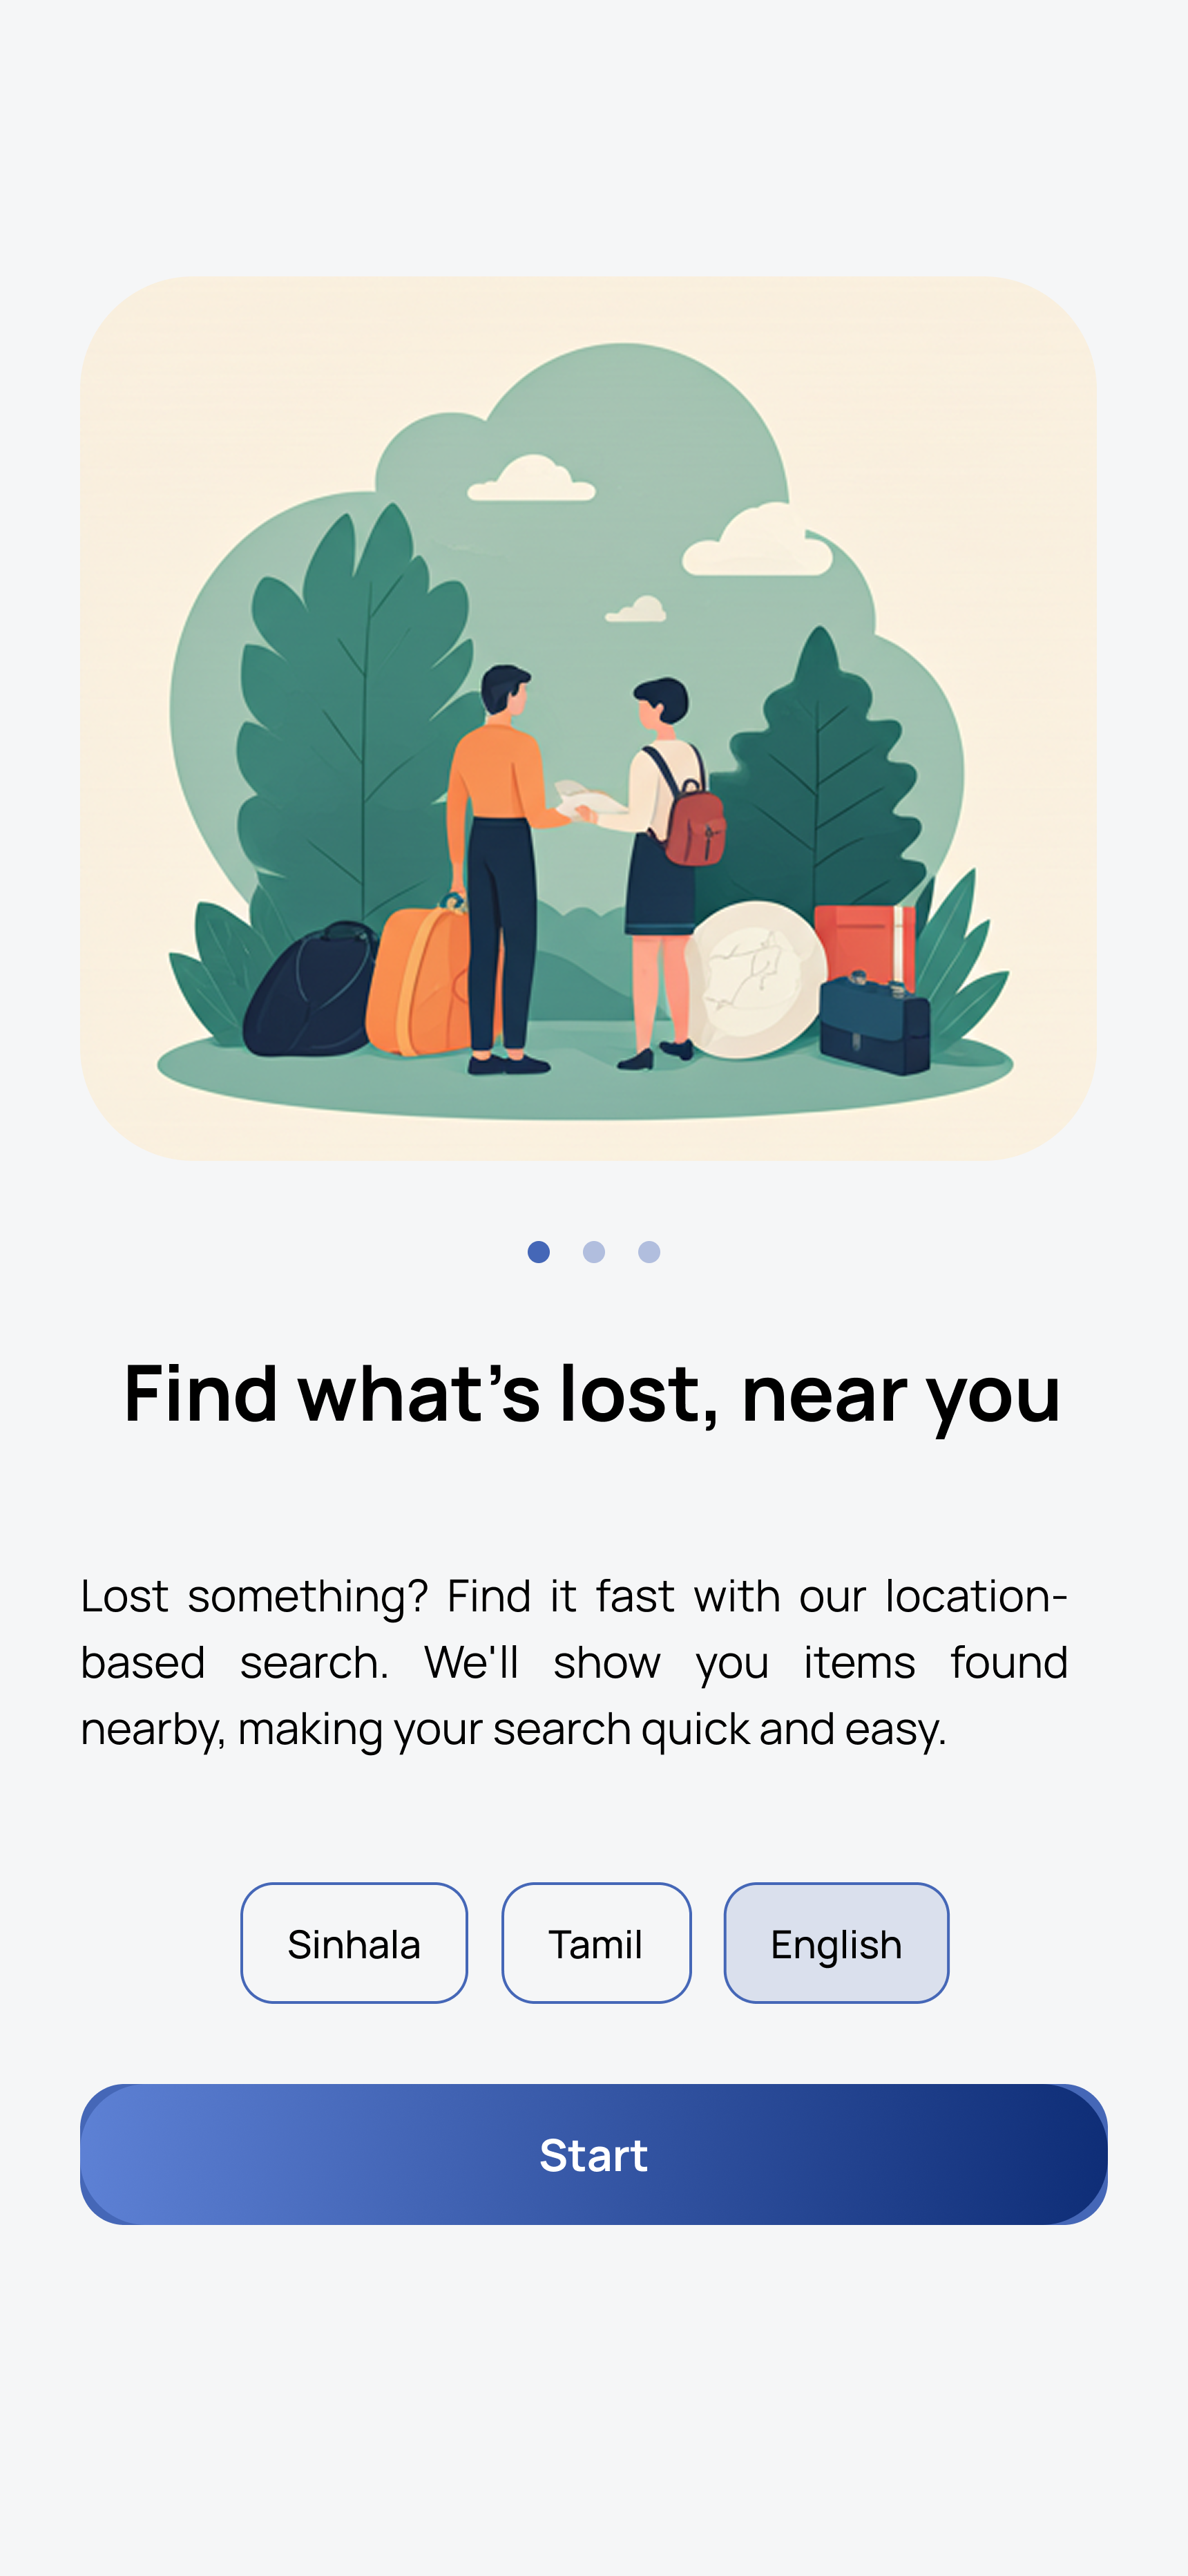 Find what’s lost, near you
Lost something? Find it fast with our location-
based search. We'll show you items found
nearby, making your search quick and easy.
Sinhala Tamil English
Start